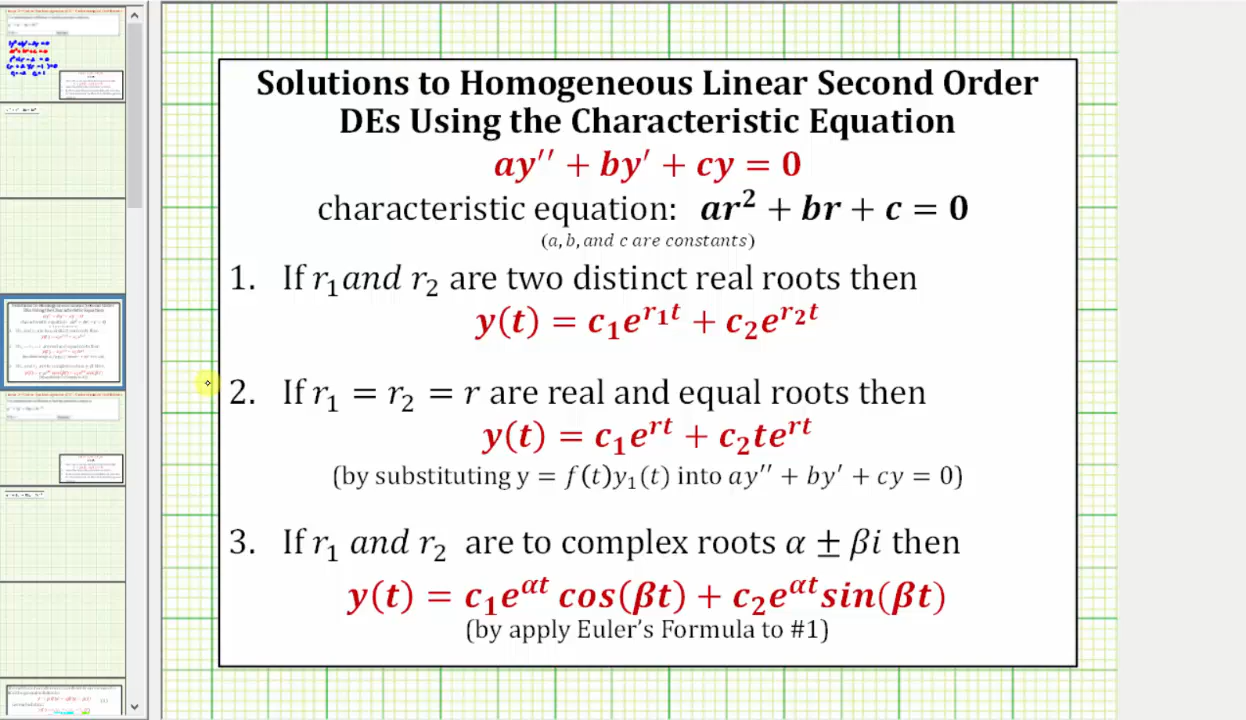 Solutions to Homogeneous Linear Second Order
DEs Using the Characteristic Equation
ay′′ + by′ + cy = 0
characteristic equation: ar² + br + c = 0
(a, b, and c are constants)
1. If r₁and r₂ are two distinct real roots then
y(t) = c₁e^{r₁t} + c₂e^{r₂t}
2. If r₁ = r₂ = r are real and equal roots then
y(t) = c₁e^{rt} + c₂te^{rt}
(by substituting y = f(t)y₁(t) into ay′′ + by′ + cy = 0)
3. If r₁ and r₂ are to complex roots α ± βi then
y(t) = c₁e^{αt} cos(βt) + c₂e^{αt}sin(βt)
(by apply Euler's Formula to #1)